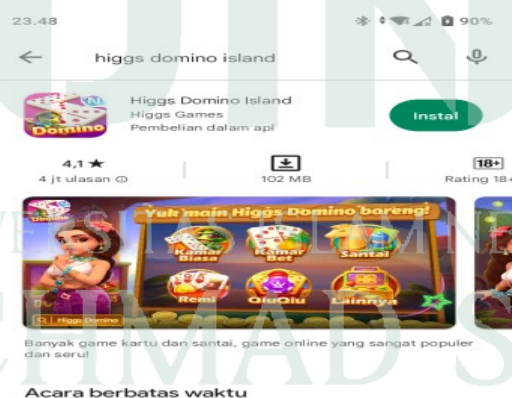 23.48
90%
higgs domino island
Higgs Domino Island
Higgs Games
Pembelian dalam apl
Instal
Domino
4,1★
4 jt ulasan
102 MB
18+
Rating 18+
Yuk main Higgs Domino bareng!
Kamar Biasa
Kamar Bet
Santai
Remi
QiuQiu
Lainnya
Higgs Domino
Banyak game kartu dan santai, game online yang sangat populer
dan seru!
Acara berbatas waktu